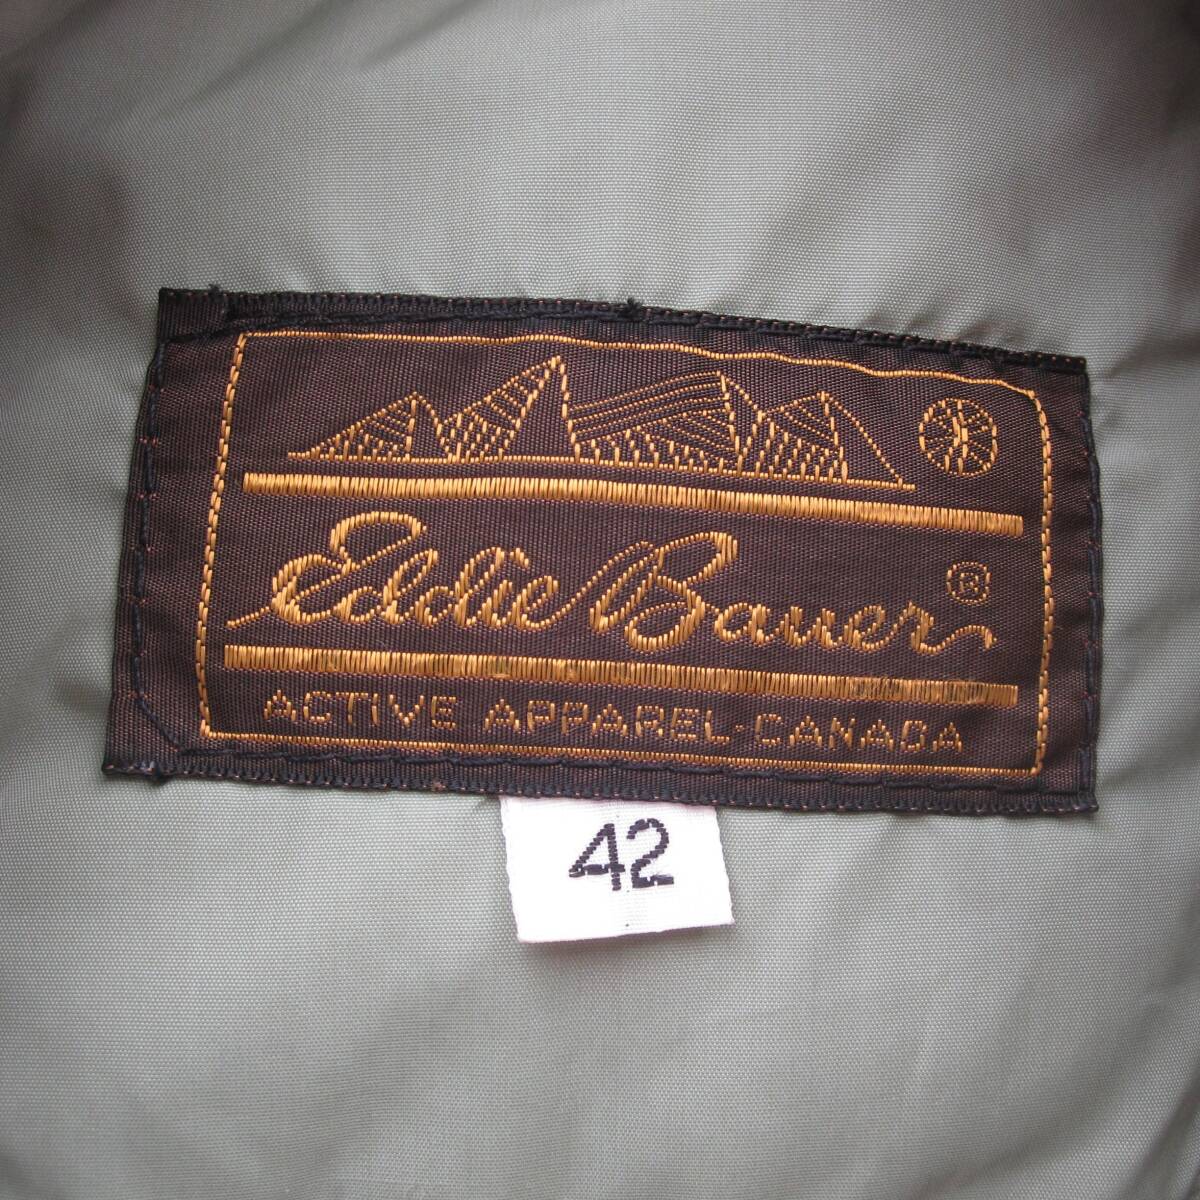 Eddie Bauer ®
ACTIVE APPAREL-CANADA
42